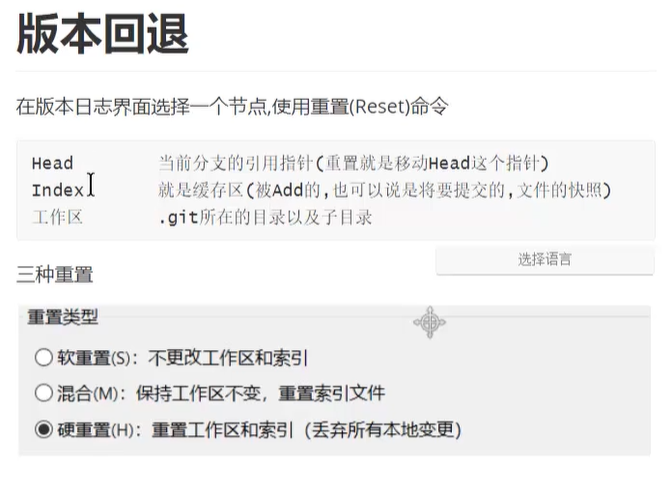 版本回退
在版本日志界面选择一个节点,使用重置(Reset)命令
Head 当前分支的引用指针(重置就是移动Head这个指针)
Index 就是缓存区(被Add的,也可以说是将要提交的,文件的快照)
工作区 .git所在的目录以及子目录
选择语言
三种重置
重置类型
软重置(S)：不更改工作区和索引
混合(M)：保持工作区不变，重置索引文件
硬重置(H)：重置工作区和索引（丢弃所有本地变更）